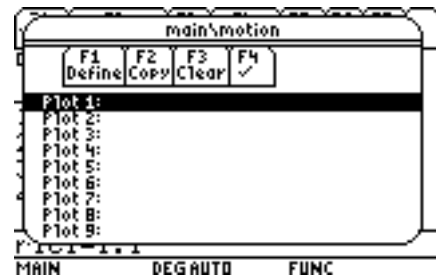 main\motion
F1 F2 F3 F4
Define Copy Clear ✓
Plot 1:
Plot 2:
Plot 3:
Plot 4:
Plot 5:
Plot 6:
Plot 7:
Plot 8:
Plot 9:
MAIN DEG AUTO FUNC